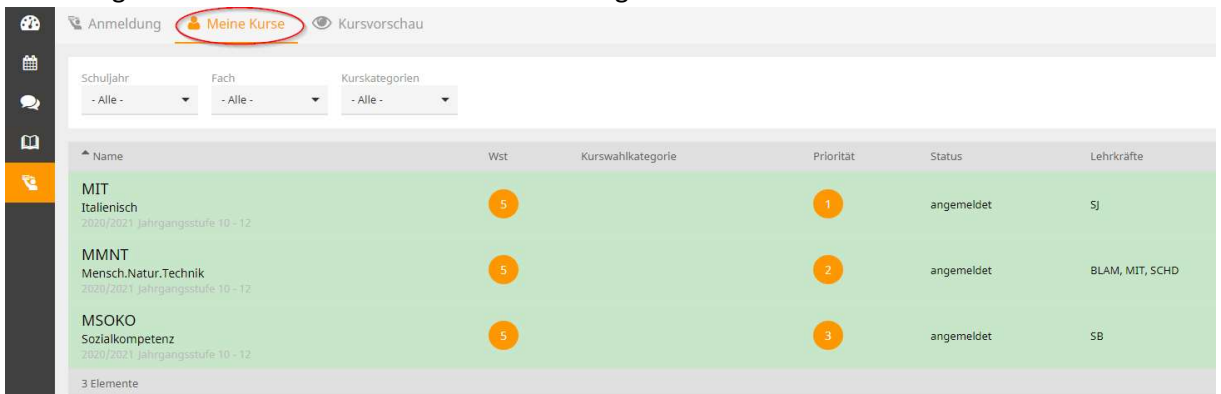 Anmeldung Meine Kurse Kursvorschau
Schuljahr Fach Kurskategorien
- Alle - - Alle - - Alle -
Name Wst Kurswahlkategorie Priorität Status Lehrkräfte
MIT
Italienisch 5 1 angemeldet SJ
2020/2021 Jahrgangsstufe 10 - 12
MMNT
Mensch.Natur.Technik 5 2 angemeldet BLAM, MIT, SCHD
2020/2021 Jahrgangsstufe 10 - 12
MSOKO
Sozialkompetenz 5 3 angemeldet SB
2020/2021 Jahrgangsstufe 10 - 12
3 Elemente